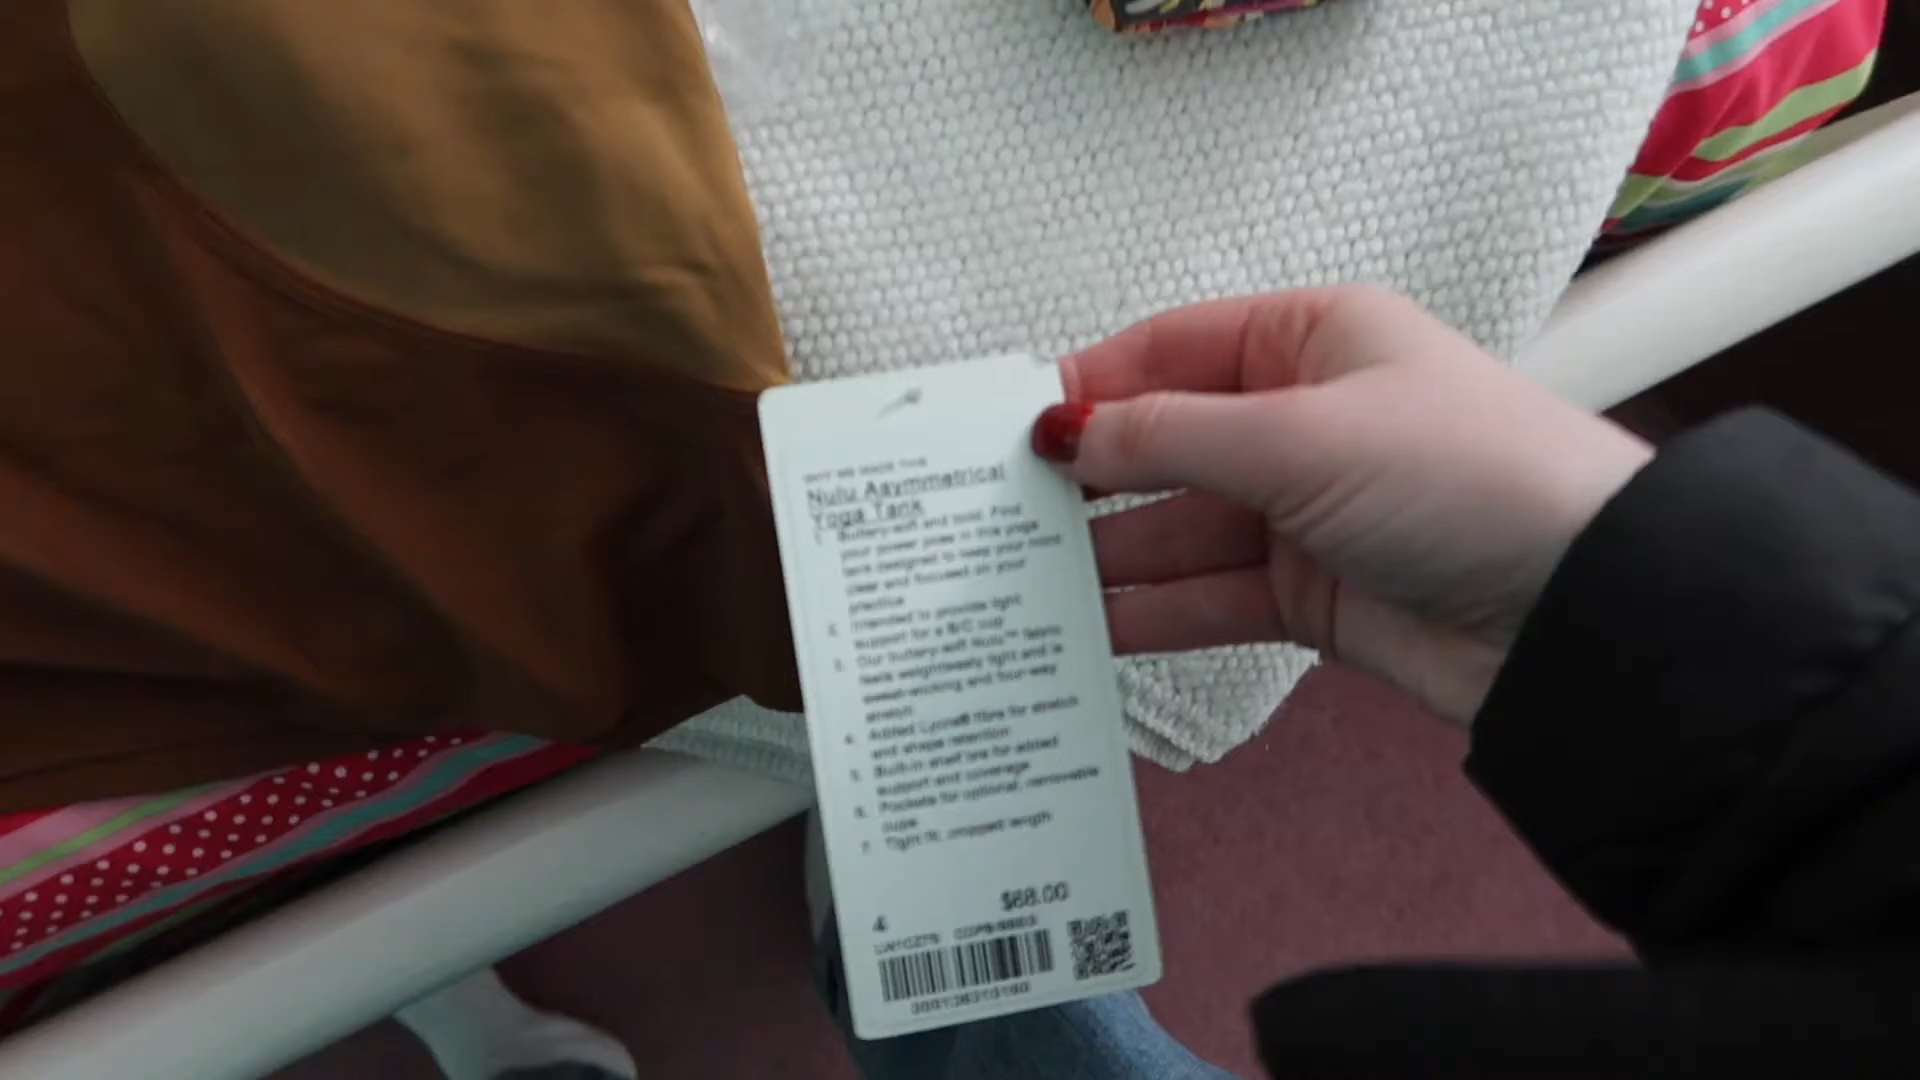 WHY WE MADE THIS
Nulu Asymmetrical
Yoga Tank
1. Buttery-soft and bold. Find
your power pose in this yoga
tank designed to keep your mind
clear and focused on your
practice
2. Intended to provide light
support for a B/C cup
3. Our buttery-soft Nulu™ fabric
feels weightlessly light and is
sweat-wicking and four-way
stretch
4. Added Lycra® fibre for stretch
and shape retention
5. Built-in shelf bra for added
support and coverage
6. Pockets for optional, removable
cups
7. Tight fit, cropped length
$68.00
4